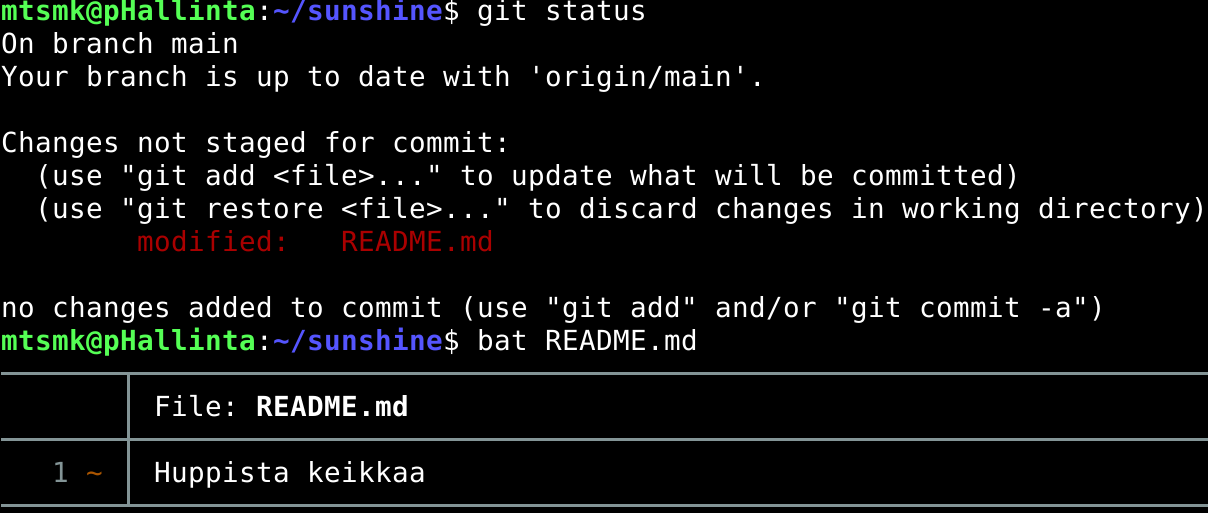 mtsmk@pHallinta:~/sunshine$ git status
On branch main
Your branch is up to date with 'origin/main'.
Changes not staged for commit:
  (use "git add <file>..." to update what will be committed)
  (use "git restore <file>..." to discard changes in working directory)
        modified:   README.md
no changes added to commit (use "git add" and/or "git commit -a")
mtsmk@pHallinta:~/sunshine$ bat README.md
File: README.md
1 ~ Huppista keikkaa